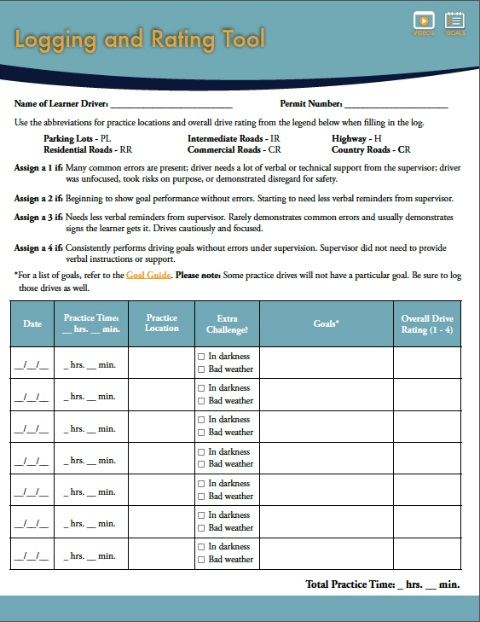 Logging and Rating Tool
VIDEOS GOALS
Name of Learner Driver: ____________________ Permit Number: ____________________
Use the abbreviations for practice locations and overall drive rating from the legend below when filling in the log.
Parking Lots - PL Intermediate Roads - IR Highway - H
Residential Roads - RR Commercial Roads - CR Country Roads - CR
Assign a 1 if: Many common errors are present; driver needs a lot of verbal or technical support from the supervisor; driver
was unfocused, took risks on purpose, or demonstrated disregard for safety.
Assign a 2 if: Beginning to show goal performance without errors. Starting to need less verbal reminders from supervisor.
Assign a 3 if: Needs less verbal reminders from supervisor. Rarely demonstrates common errors and usually demonstrates
signs the learner gets it. Drives cautiously and focused.
Assign a 4 if: Consistently performs driving goals without errors under supervision. Supervisor did not need to provide
verbal instructions or support.
*For a list of goals, refer to the Goal Guide. Please note: Some practice drives will not have a particular goal. Be sure to log
those drives as well.
Date Practice Time: __ hrs. __ min. Practice Location Extra Challenge? Goals* Overall Drive Rating (1 - 4)
__/__/__ _ hrs. __ min. ☐ In darkness
☐ Bad weather
__/__/__ _ hrs. __ min. ☐ In darkness
☐ Bad weather
__/__/__ _ hrs. __ min. ☐ In darkness
☐ Bad weather
__/__/__ _ hrs. __ min. ☐ In darkness
☐ Bad weather
__/__/__ _ hrs. __ min. ☐ In darkness
☐ Bad weather
__/__/__ _ hrs. __ min. ☐ In darkness
☐ Bad weather
__/__/__ _ hrs. __ min. ☐ In darkness
☐ Bad weather
Total Practice Time: _ hrs. __ min.